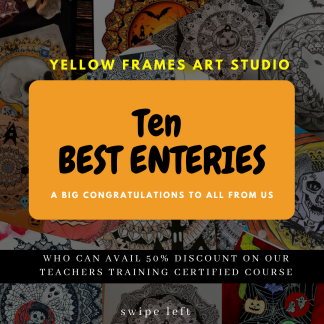 YELLOW FRAMES ART STUDIO
Ten
BEST ENTERIES
A BIG CONGRATULATIONS TO ALL FROM US
WHO CAN AVAIL 50% DISCOUNT ON OUR
TEACHERS TRAINING CERTIFIED COURSE
swipe left